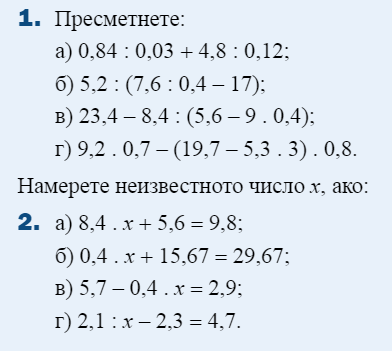 1. Пресметнете:
а) 0,84 : 0,03 + 4,8 : 0,12;
б) 5,2 : (7,6 : 0,4 – 17);
в) 23,4 – 8,4 : (5,6 – 9 . 0,4);
г) 9,2 . 0,7 – (19,7 – 5,3 . 3) . 0,8.
Намерете неизвестното число x, ако:
2. а) 8,4 . x + 5,6 = 9,8;
б) 0,4 . x + 15,67 = 29,67;
в) 5,7 – 0,4 . x = 2,9;
г) 2,1 : x – 2,3 = 4,7.